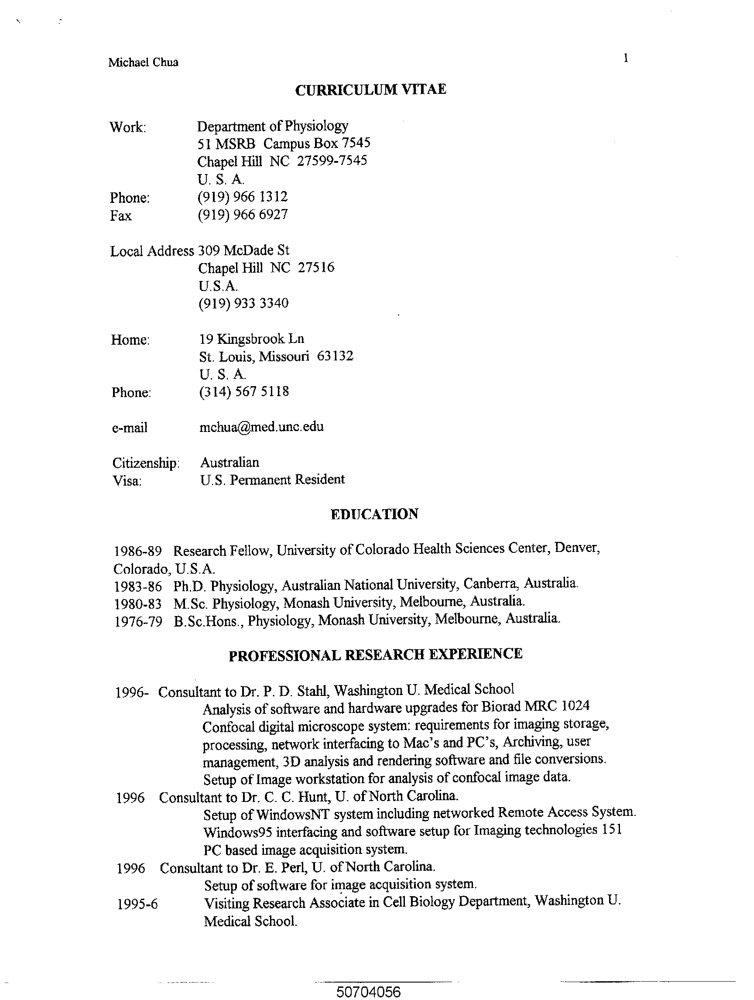 Michael Chua
1
CURRICULUM VITAE
Work: Department of Physiology
51 MSRB Campus Box 7545
Chapel Hill NC 27599-7545
U. S. A.
Phone: (919) 966 1312
Fax (919) 966 6927
Local Address 309 McDade St
Chapel Hill NC 27516
U.S.A.
(919) 933 3340
Home: 19 Kingsbrook Ln
St. Louis, Missouri 63132
U. S. A.
Phone: (314) 567 5118
e-mail mchua@med.unc.edu
Citizenship: Australian
Visa: U.S. Permanent Resident
EDUCATION
1986-89 Research Fellow, University of Colorado Health Sciences Center, Denver,
Colorado, U.S.A.
1983-86 Ph.D. Physiology, Australian National University, Canberra, Australia.
1980-83 M.Sc. Physiology, Monash University, Melbourne, Australia.
1976-79 B.Sc.Hons., Physiology, Monash University, Melbourne, Australia.
PROFESSIONAL RESEARCH EXPERIENCE
1996- Consultant to Dr. P. D. Stahl, Washington U. Medical School
Analysis of software and hardware upgrades for Biorad MRC 1024
Confocal digital microscope system: requirements for imaging storage,
processing, network interfacing to Mac's and PC's, Archiving, user
management, 3D analysis and rendering software and file conversions.
Setup of Image workstation for analysis of confocal image data.
1996 Consultant to Dr. C. C. Hunt, U. of North Carolina.
Setup of WindowsNT system including networked Remote Access System.
Windows95 interfacing and software setup for Imaging technologies 151
PC based image acquisition system.
1996 Consultant to Dr. E. Perl, U. of North Carolina.
Setup of software for image acquisition system.
1995-6 Visiting Research Associate in Cell Biology Department, Washington U.
Medical School.
50704056